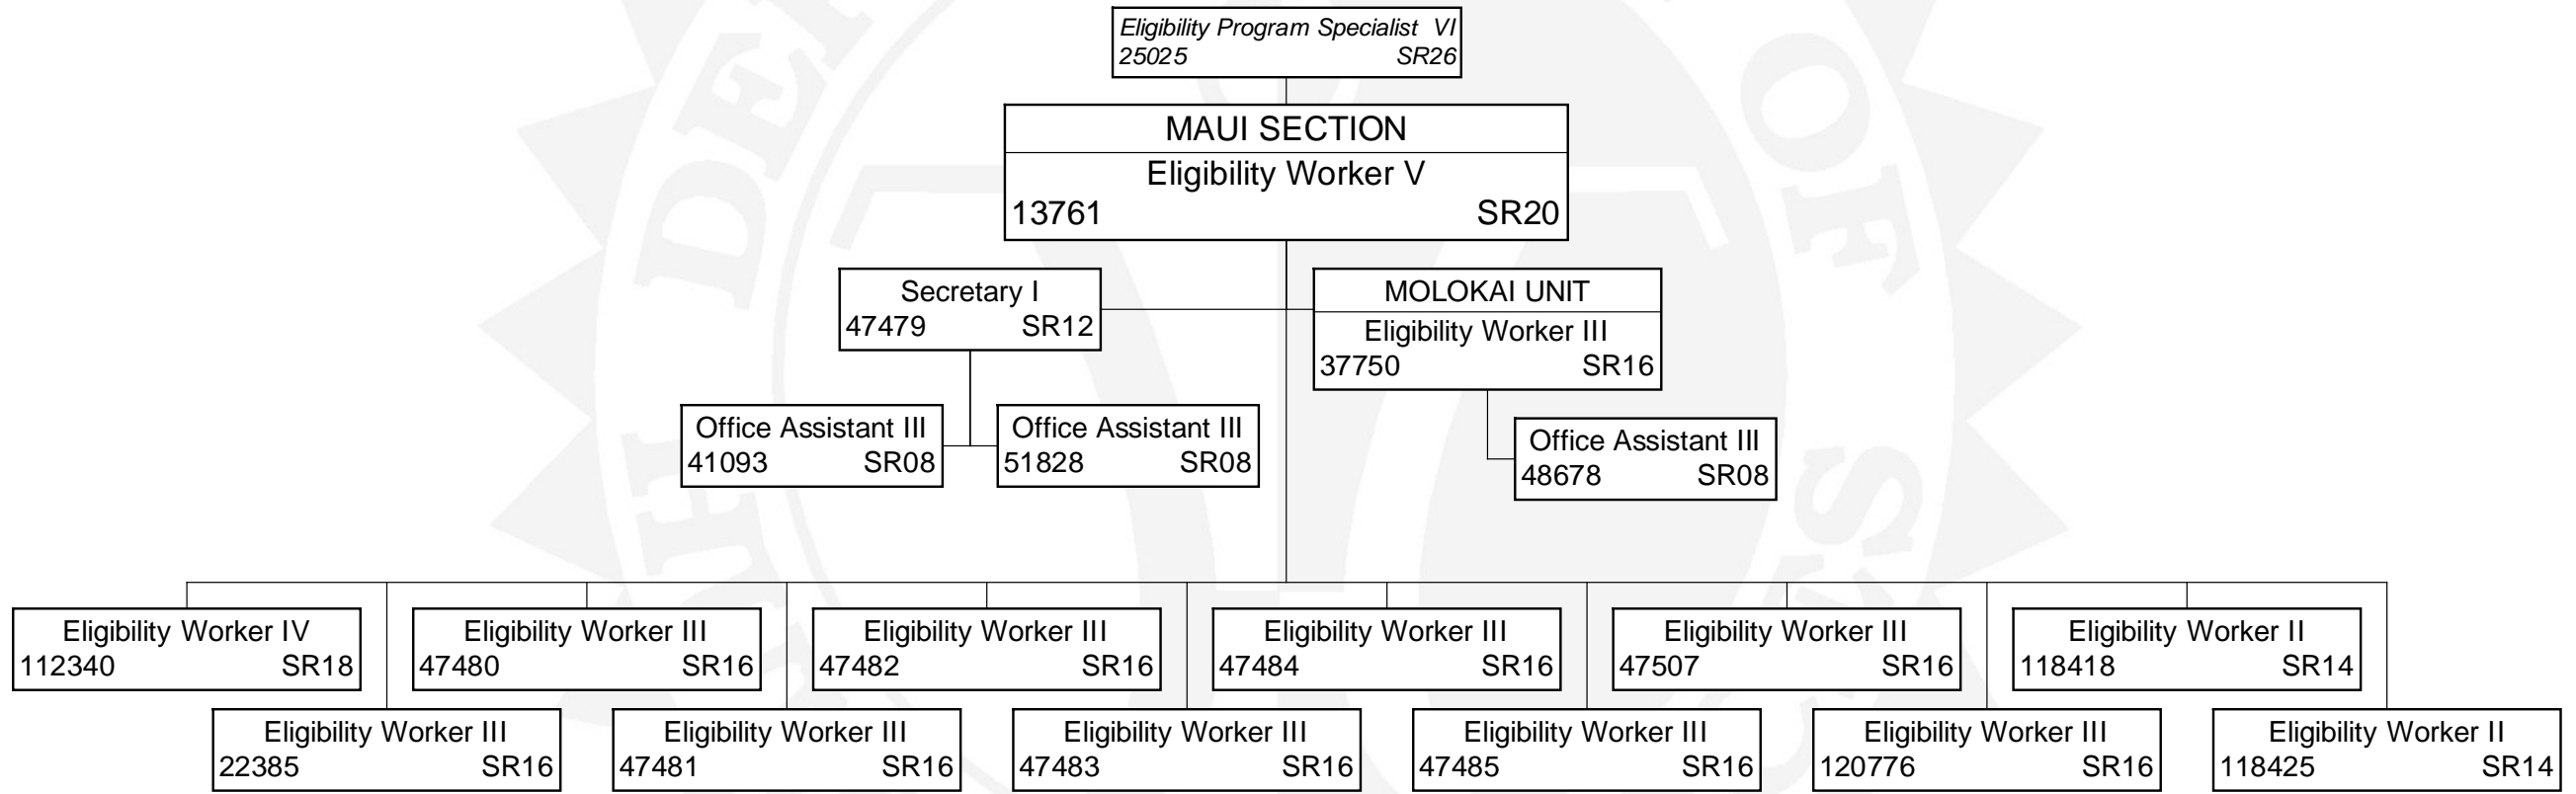 Eligibility Program Specialist VI
25025 SR26
MAUI SECTION
Eligibility Worker V
13761 SR20
Secretary I
47479 SR12
MOLOKAI UNIT
Eligibility Worker III
37750 SR16
Office Assistant III
41093 SR08
Office Assistant III
51828 SR08
Office Assistant III
48678 SR08
Eligibility Worker IV
112340 SR18
Eligibility Worker III
47480 SR16
Eligibility Worker III
47482 SR16
Eligibility Worker III
47484 SR16
Eligibility Worker III
47507 SR16
Eligibility Worker II
118418 SR14
Eligibility Worker III
22385 SR16
Eligibility Worker III
47481 SR16
Eligibility Worker III
47483 SR16
Eligibility Worker III
47485 SR16
Eligibility Worker III
120776 SR16
Eligibility Worker II
118425 SR14